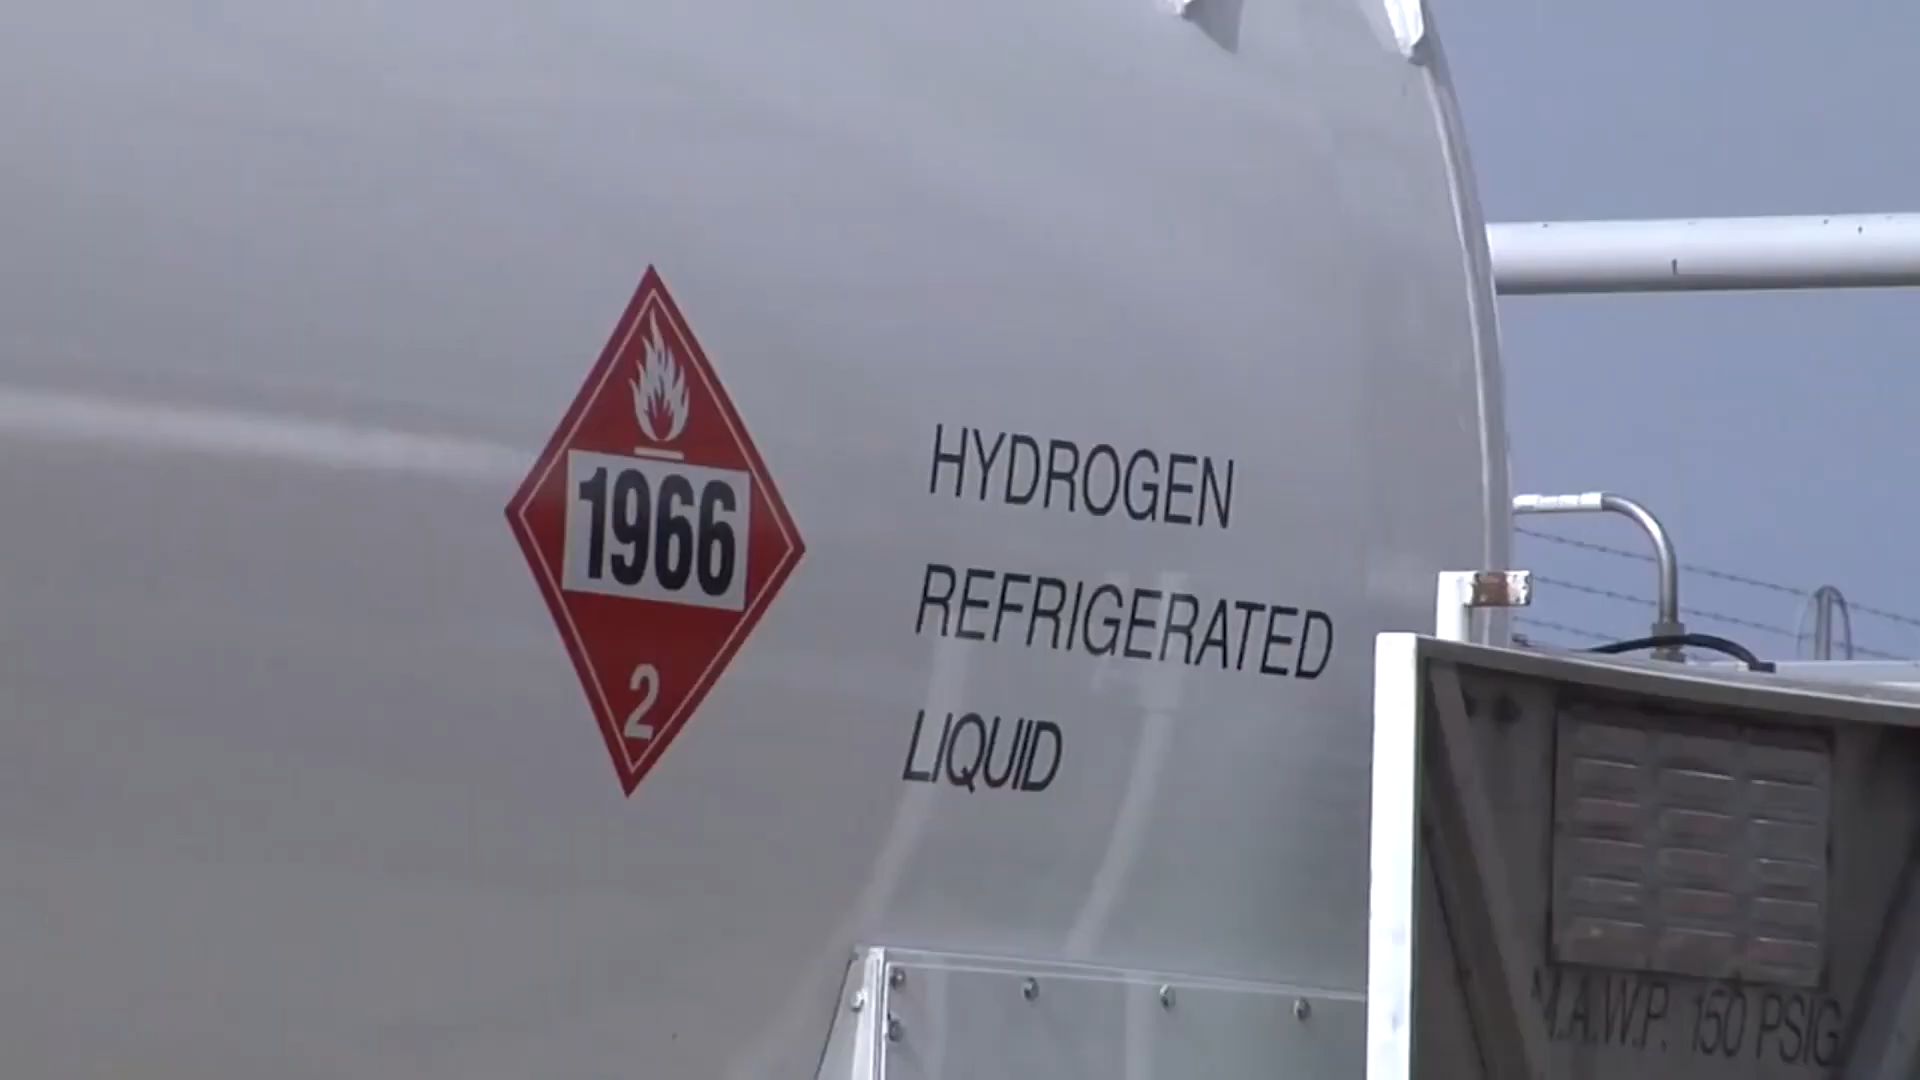 1966
2
HYDROGEN
REFRIGERATED
LIQUID
M.A.W.P. 150 PSIG